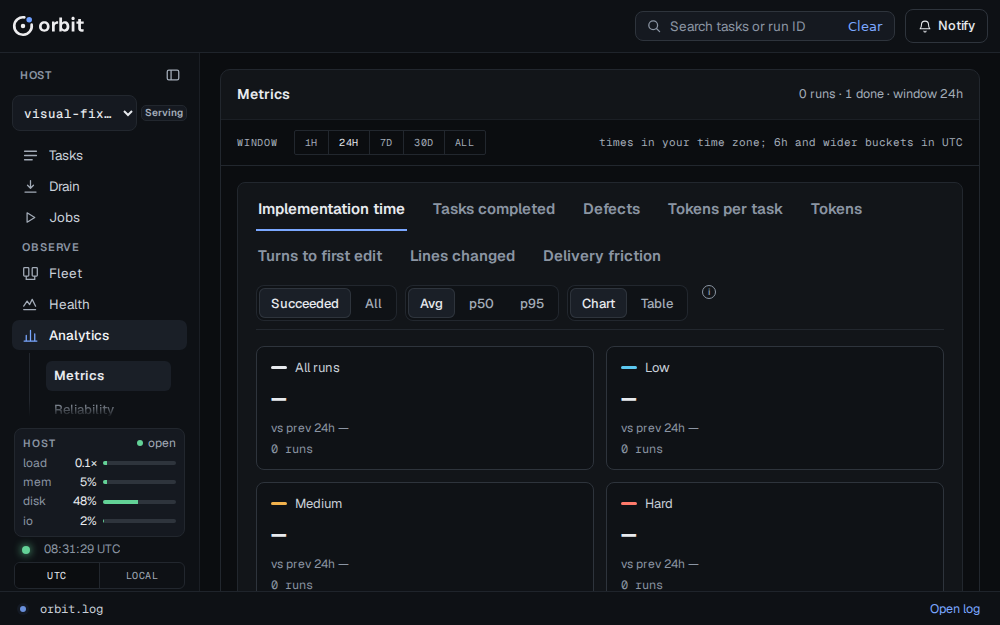 orbit
Search tasks or run ID
Clear
Notify
HOST
visual-fix…
Serving
Tasks
Drain
Jobs
OBSERVE
Fleet
Health
Analytics
Metrics
Reliability
HOST
open
load 0.1×
mem 5%
disk 48%
io 2%
08:31:29 UTC
UTC
LOCAL
Metrics
0 runs · 1 done · window 24h
WINDOW 1H 24H 7D 30D ALL
times in your time zone; 6h and wider buckets in UTC
Implementation time Tasks completed Defects Tokens per task Tokens
Turns to first edit Lines changed Delivery friction
Succeeded All Avg p50 p95 Chart Table
All runs
—
vs prev 24h —
0 runs
Low
—
vs prev 24h —
0 runs
Medium
—
vs prev 24h —
0 runs
Hard
—
vs prev 24h —
0 runs
orbit.log
Open log